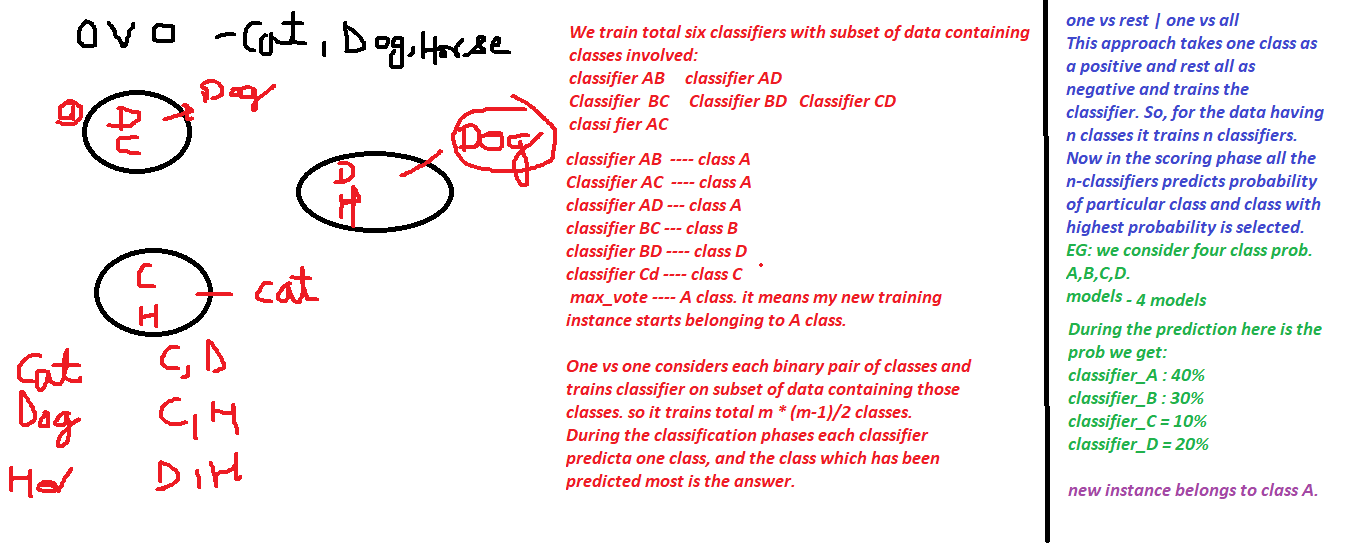 OVO - Cat, Dog, Horse
D
C
Dog
D
H
Dog
C
H
cat
Cat C, D
Dog C, H
Hor D, H
We train total six classifiers with subset of data containing
classes involved:
classifier AB classifier AD
Classifier BC Classifier BD Classifier CD
classi fier AC
classifier AB ---- class A
Classifier AC ---- class A
classifier AD --- class A
classifier BC --- class B
classifier BD ---- class D
classifier Cd ---- class C
max_vote ---- A class. it means my new training
instance starts belonging to A class.
One vs one considers each binary pair of classes and
trains classifier on subset of data containing those
classes. so it trains total m * (m-1)/2 classes.
During the classification phases each classifier
predicta one class, and the class which has been
predicted most is the answer.
one vs rest | one vs all
This approach takes one class as
a positive and rest all as
negative and trains the
classifier. So, for the data having
n classes it trains n classifiers.
Now in the scoring phase all the
n-classifiers predicts probability
of particular class and class with
highest probability is selected.
EG: we consider four class prob.
A,B,C,D.
models - 4 models
During the prediction here is the
prob we get:
classifier_A : 40%
classifier_B : 30%
classifier_C = 10%
classifier_D = 20%
new instance belongs to class A.